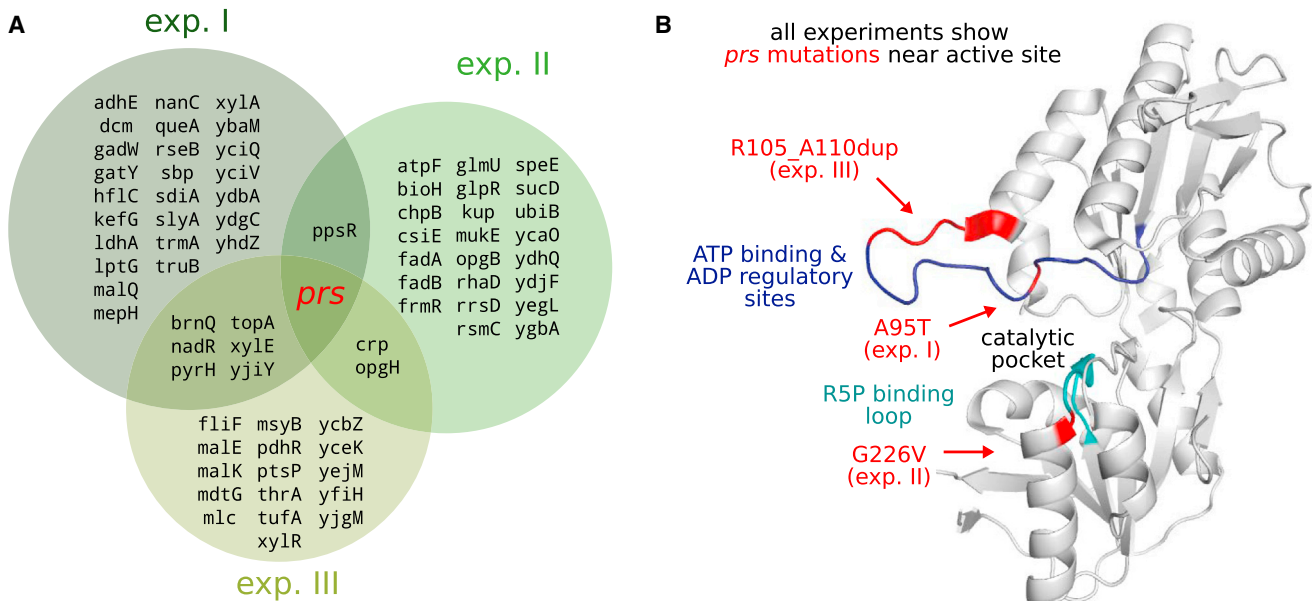 A
exp. I
exp. II
adhE nanC xylA
dcm queA ybaM
gadW rseB yciQ
gatY sbp yciV
hflC sdiA ydbA
kefG slyA ydgC
ldhA trmA yhdZ
lptG truB
malQ
mepH
ppsR
atpF glmU speE
bioH glpR sucD
chpB kup ubiB
csiE mukE ycaO
fadA opgB ydhQ
fadB rhaD ydjF
frmR rrsD yegL
rsmC ygbA
prs
brnQ topA
nadR xylE
pyrH yjiY
crp
opgH
fliF msyB ycbZ
malE pdhR yceK
malK ptsP yejM
mdtG thrA yfiH
mlc tufA yjgM
xylR
exp. III
B
all experiments show
prs mutations near active site
R105_A110dup
(exp. III)
ATP binding &
ADP regulatory
sites
A95T
(exp. I)
catalytic
pocket
R5P binding
loop
G226V
(exp. II)